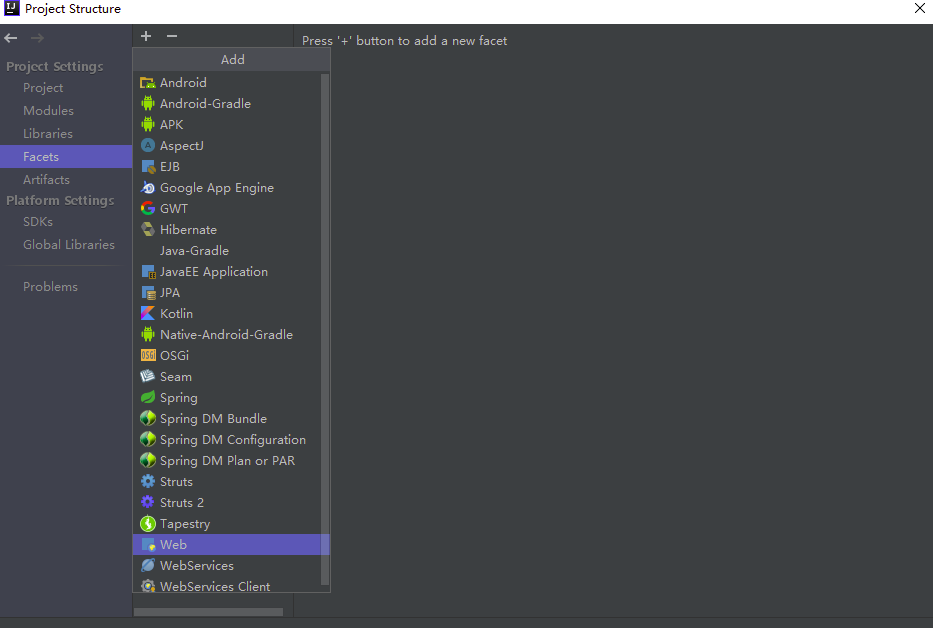 IJ Project Structure
Project Settings
Project
Modules
Libraries
Facets
Artifacts
Platform Settings
SDKs
Global Libraries
Problems
Add
Android
Android-Gradle
APK
AspectJ
EJB
Google App Engine
GWT
Hibernate
Java-Gradle
JavaEE Application
JPA
Kotlin
Native-Android-Gradle
OSGi
Seam
Spring
Spring DM Bundle
Spring DM Configuration
Spring DM Plan or PAR
Struts
Struts 2
Tapestry
Web
WebServices
WebServices Client
Press '+' button to add a new facet